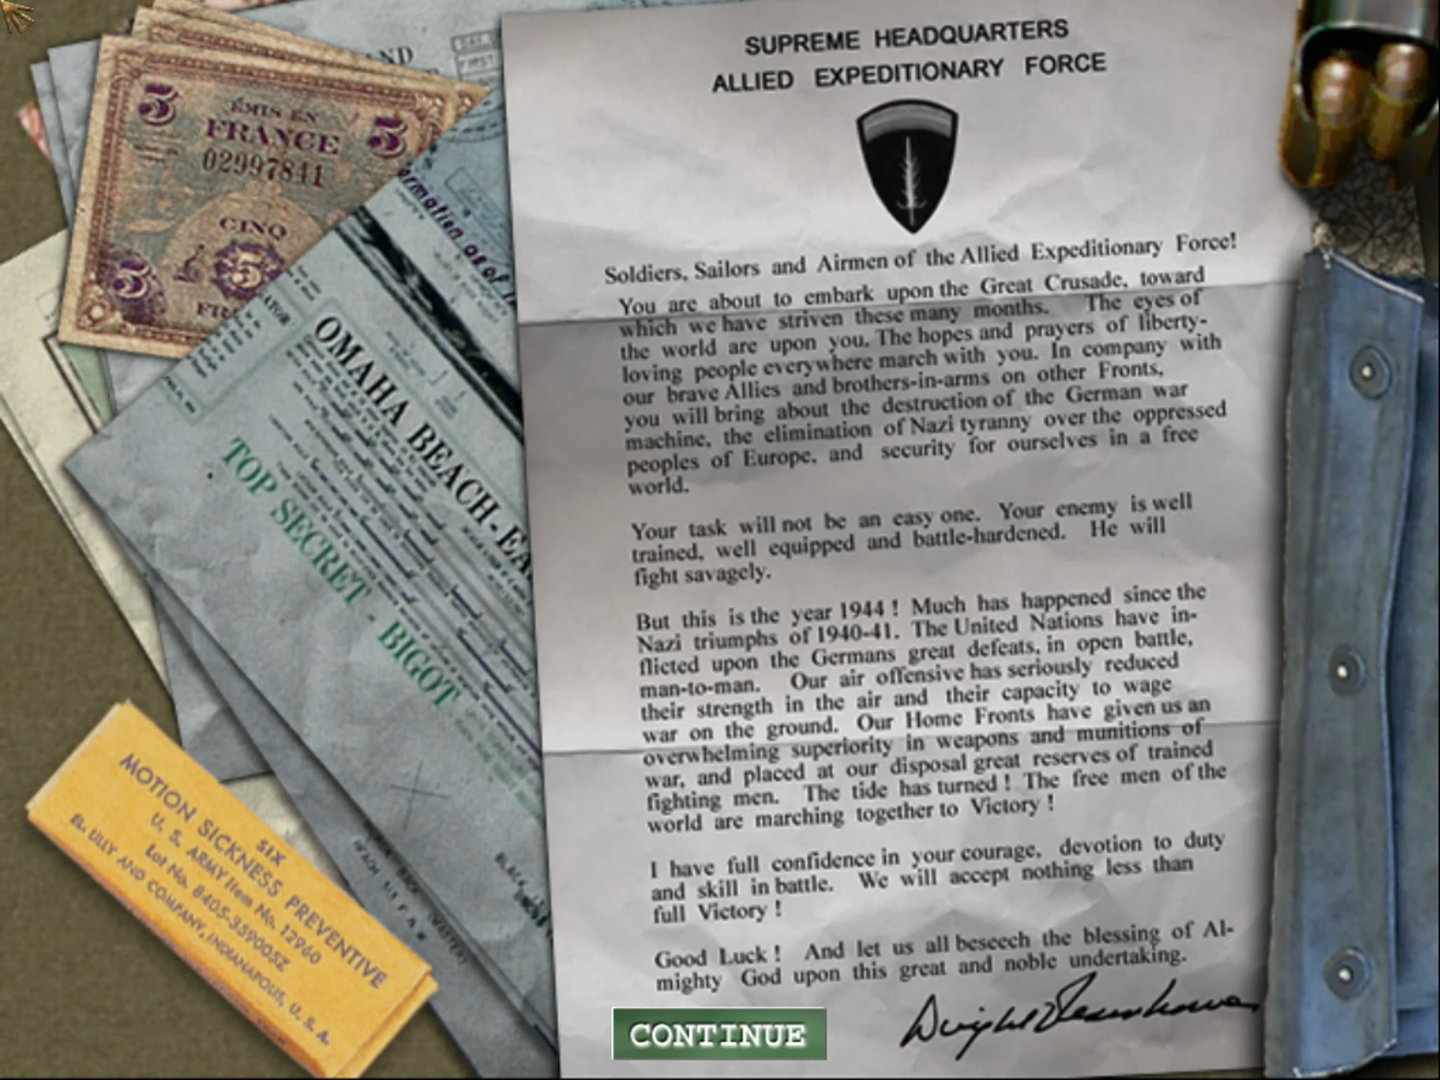 SUPREME HEADQUARTERS
ALLIED EXPEDITIONARY FORCE
Soldiers, Sailors and Airmen of the Allied Expeditionary Force!
You are about to embark upon the Great Crusade, toward
which we have striven these many months. The eyes of
the world are upon you. The hopes and prayers of liberty-
loving people everywhere march with you. In company with
our brave Allies and brothers-in-arms on other Fronts,
you will bring about the destruction of the German war
machine, the elimination of Nazi tyranny over the oppressed
peoples of Europe, and security for ourselves in a free
world.
Your task will not be an easy one. Your enemy is well
trained, well equipped and battle-hardened. He will
fight savagely.
But this is the year 1944 ! Much has happened since the
Nazi triumphs of 1940-41. The United Nations have in-
flicted upon the Germans great defeats, in open battle,
man-to-man. Our air offensive has seriously reduced
their strength in the air and their capacity to wage
war on the ground. Our Home Fronts have given us an
overwhelming superiority in weapons and munitions of
war, and placed at our disposal great reserves of trained
fighting men. The tide has turned ! The free men of the
world are marching together to Victory !
I have full confidence in your courage, devotion to duty
and skill in battle. We will accept nothing less than
full Victory !
Good Luck ! And let us all beseech the blessing of Al-
mighty God upon this great and noble undertaking.
Dwight D Eisenhower
CONTINUE
5 5
ÉMIS EN
FRANCE
02997841
CINQ
5
5
OMAHA BEACH-EA
TOP SECRET - BIGOT
SIX
MOTION SICKNESS PREVENTIVE
U. S. ARMY Item No. 12960
Lot No. 8405-359005Z
ELI LILLY AND COMPANY, INDIANAPOLIS, U. S. A.